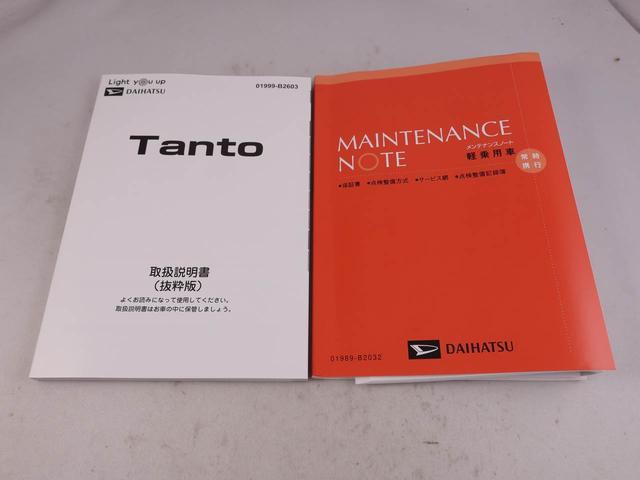 Light you up
DAIHATSU
01999-B2603
Tanto
取扱説明書
（抜粋版）
よくお読みになって使用してください。
取扱説明書はお車の中に保管しましょう。
MAINTENANCE
NOTE
メンテナンスノート
軽乗用車
常時
携行
●保証書 ●点検整備方式 ●サービス網 ●点検整備記録簿
01989-B2032
DAIHATSU